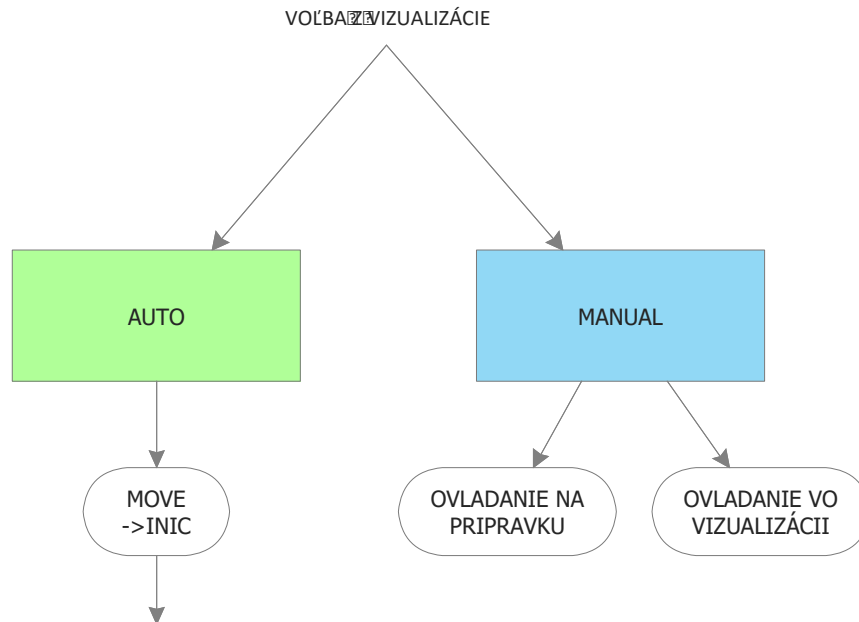 VOĽBA Z VIZUALIZÁCIE
AUTO
MANUAL
MOVE
->INIC
OVLADANIE NA
PRIPRAVKU
OVLADANIE VO
VIZUALIZÁCII